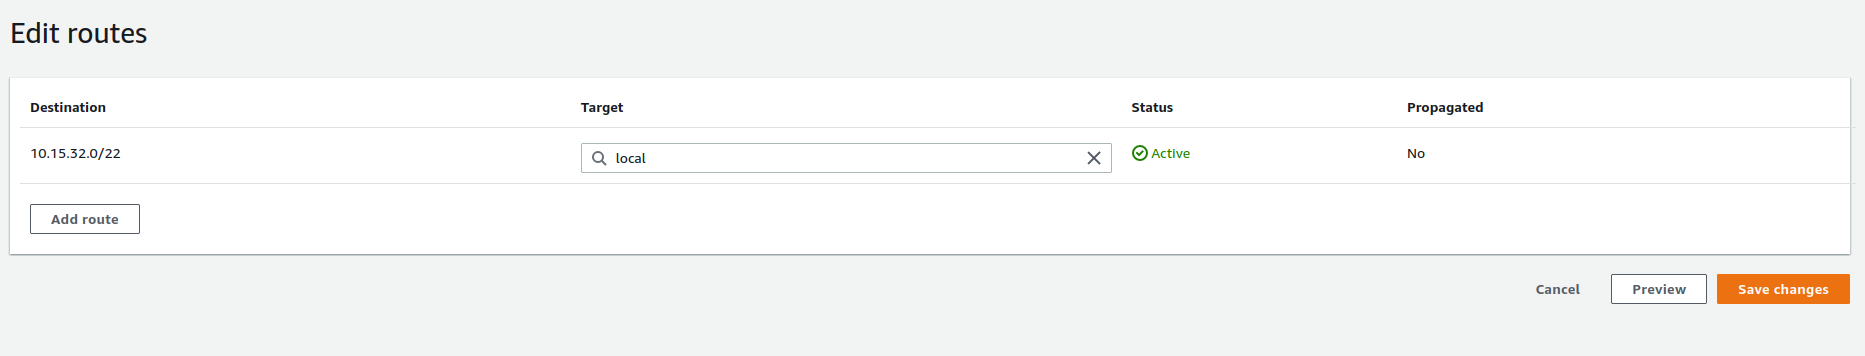 Edit routes
Destination Target Status Propagated
10.15.32.0/22 local Active No
Add route
Cancel Preview Save changes